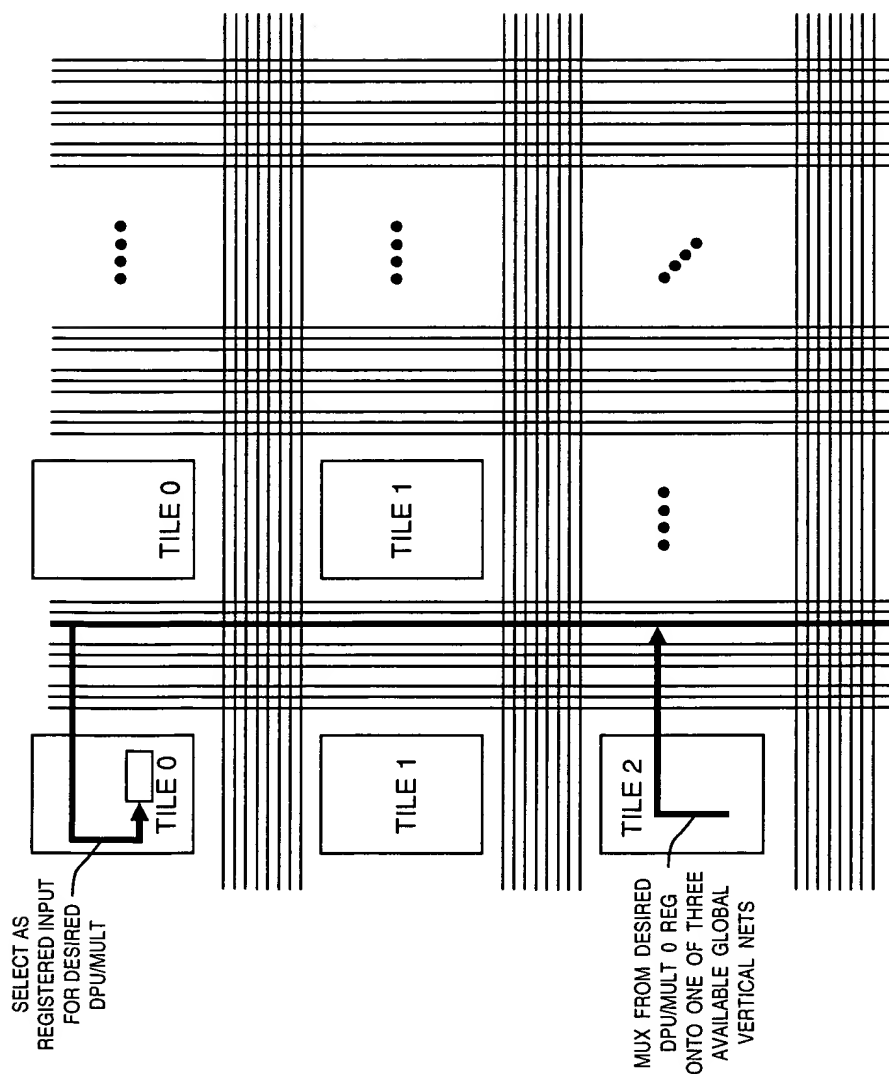 TILE 0
TILE 1
TILE 0
TILE 1
TILE 2
SELECT AS
REGISTERED INPUT
FOR DESIRED
DPU/MULT
MUX FROM DESIRED
DPU/MULT 0 REG
ONTO ONE OF THREE
AVAILABLE GLOBAL
VERTICAL NETS